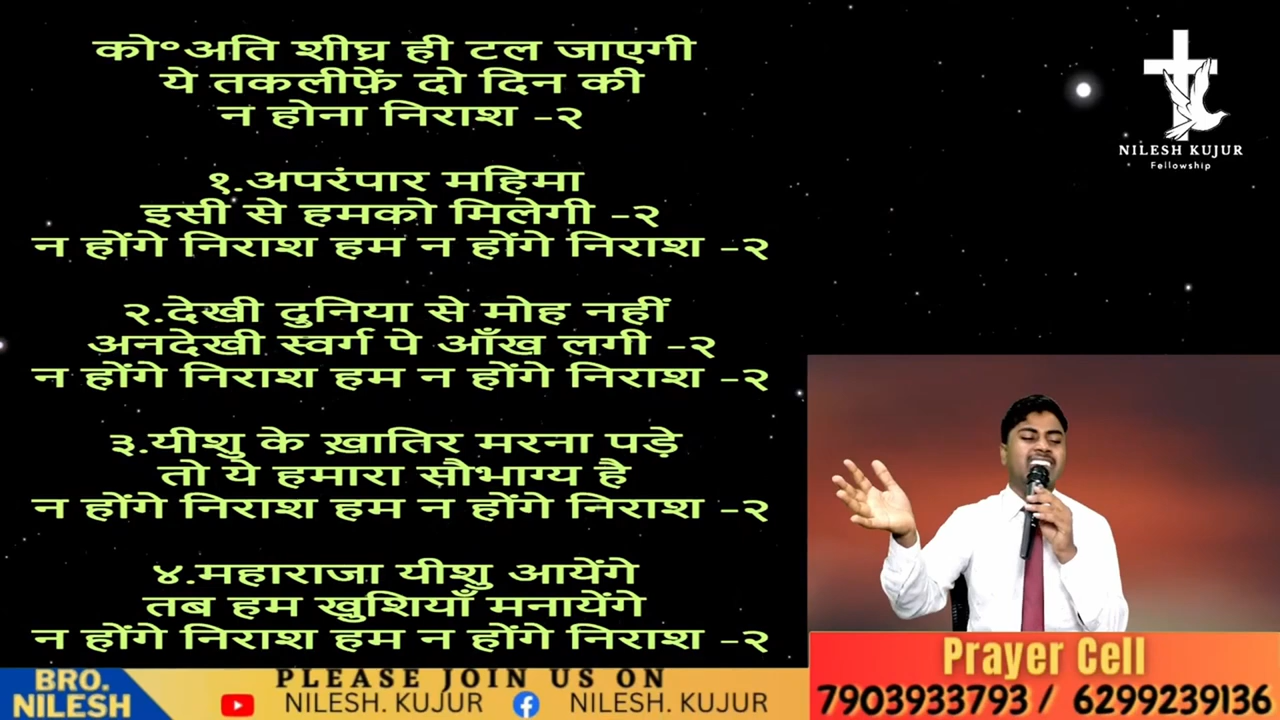 को°अति शीघ्र ही टल जाएगी
ये तकलीफ़ें दो दिन की
न होना निराश -२
१.अपरंपार महिमा
इसी से हमको मिलेगी -२
न होंगे निराश हम न होंगे निराश -२
२.देखी दुनिया से मोह नहीं
अनदेखी स्वर्ग पे आँख लगी -२
न होंगे निराश हम न होंगे निराश -२
३.यीशु के ख़ातिर मरना पड़े
तो ये हमारा सौभाग्य है
न होंगे निराश हम न होंगे निराश -२
४.महाराजा यीशु आयेंगे
तब हम खुशियाँ मनायेंगे
न होंगे निराश हम न होंगे निराश -२
NILESH KUJUR
Fellowship
BRO.
NILESH
PLEASE JOIN US ON
NILESH. KUJUR NILESH. KUJUR
Prayer Cell
7903933793 / 6299239136